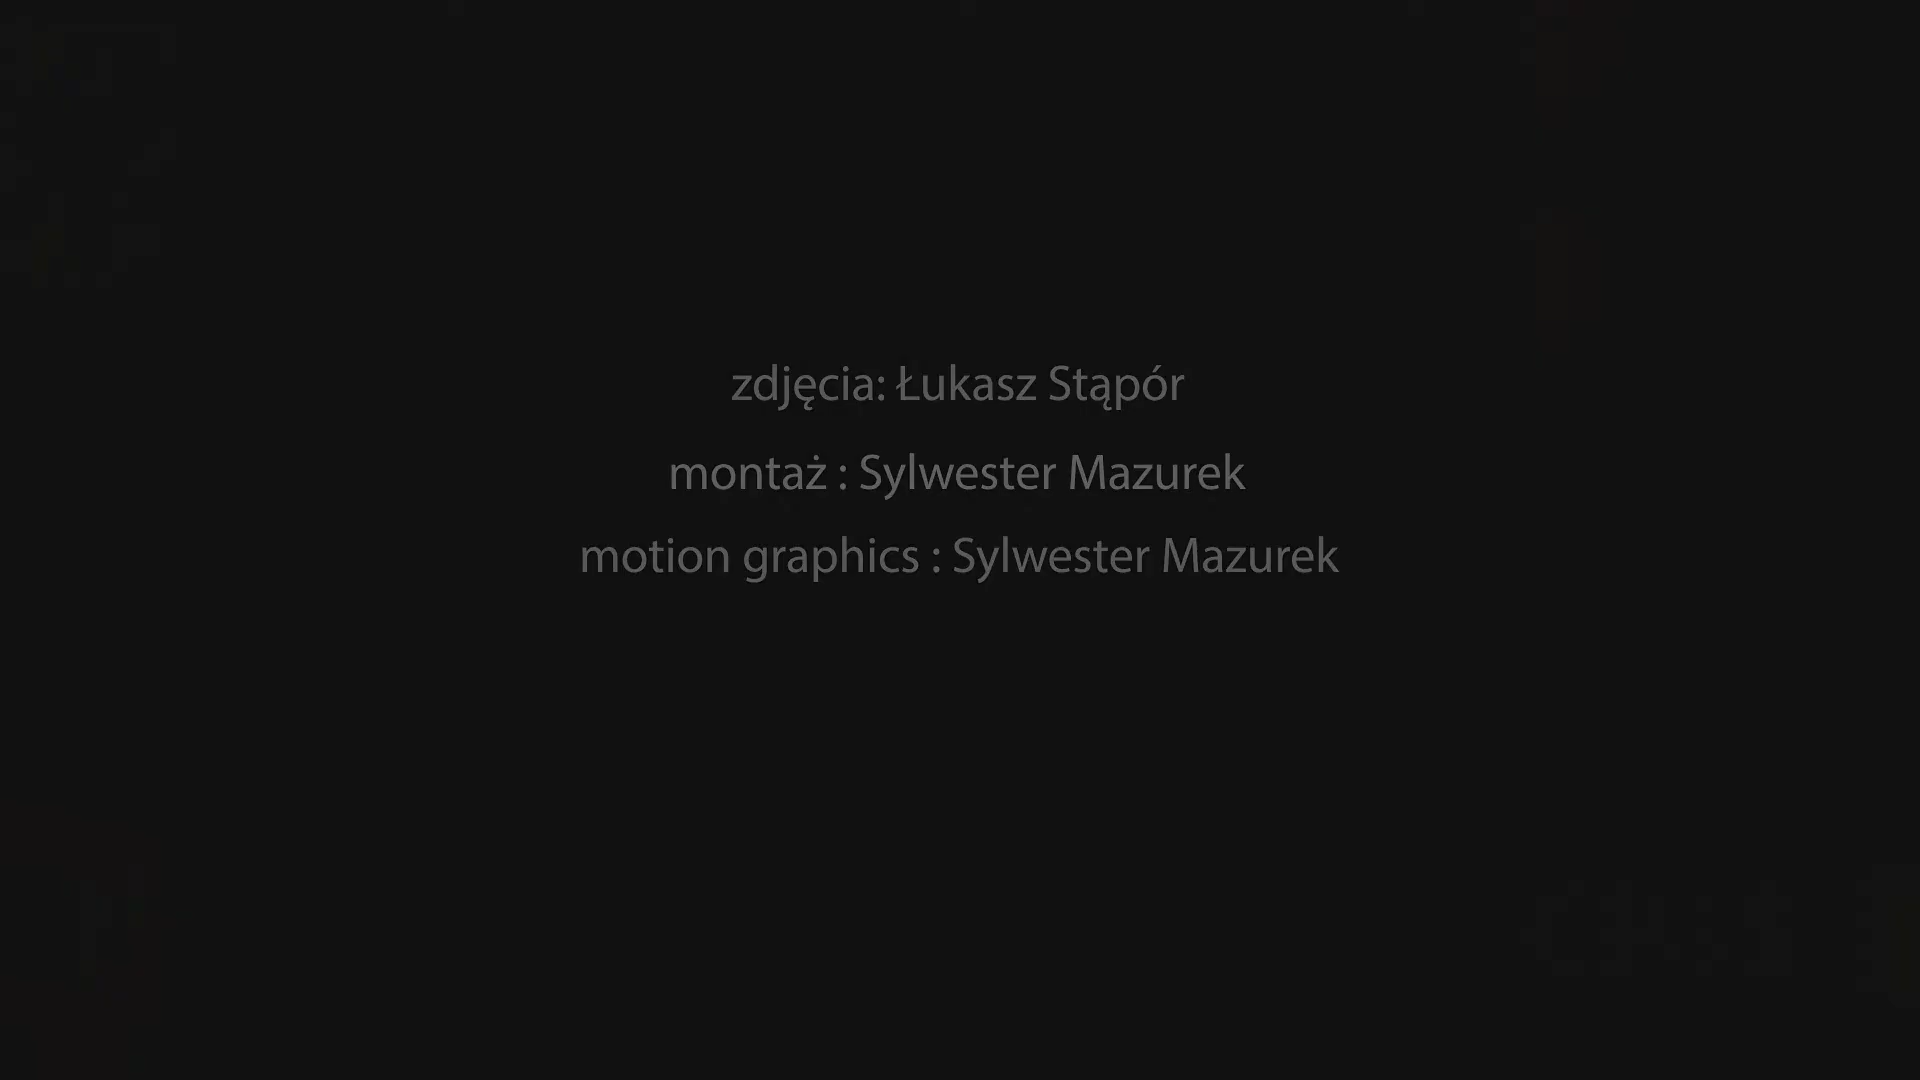 zdjęcia: Łukasz Stąpór
montaż : Sylwester Mazurek
motion graphics : Sylwester Mazurek